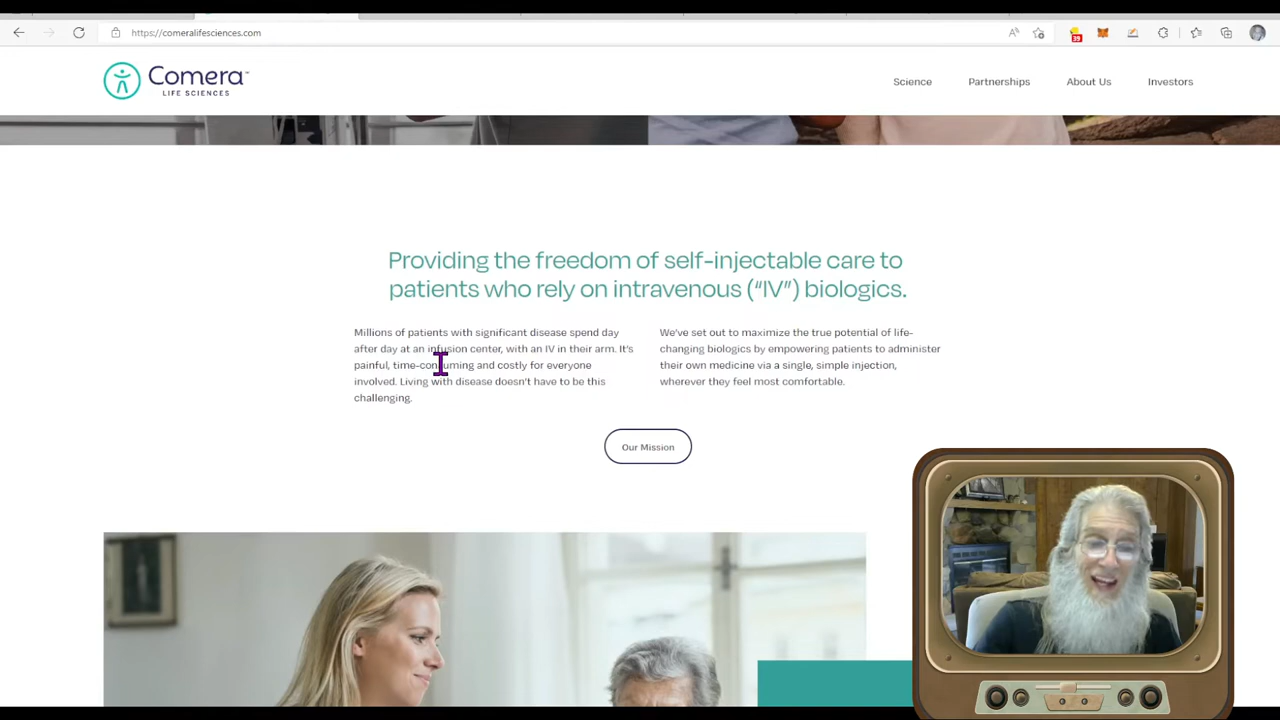 https://comeralifesciences.com
39
Comera™
LIFE SCIENCES
Science
Partnerships
About Us
Investors
Providing the freedom of self-injectable care to
patients who rely on intravenous (“IV”) biologics.
Millions of patients with significant disease spend day
after day at an infusion center, with an IV in their arm. It’s
painful, time-consuming and costly for everyone
involved. Living with disease doesn’t have to be this
challenging.
We’ve set out to maximize the true potential of life-
changing biologics by empowering patients to administer
their own medicine via a single, simple injection,
wherever they feel most comfortable.
Our Mission